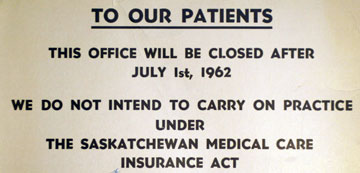 TO OUR PATIENTS
THIS OFFICE WILL BE CLOSED AFTER
JULY 1st, 1962
WE DO NOT INTEND TO CARRY ON PRACTICE
UNDER
THE SASKATCHEWAN MEDICAL CARE
INSURANCE ACT